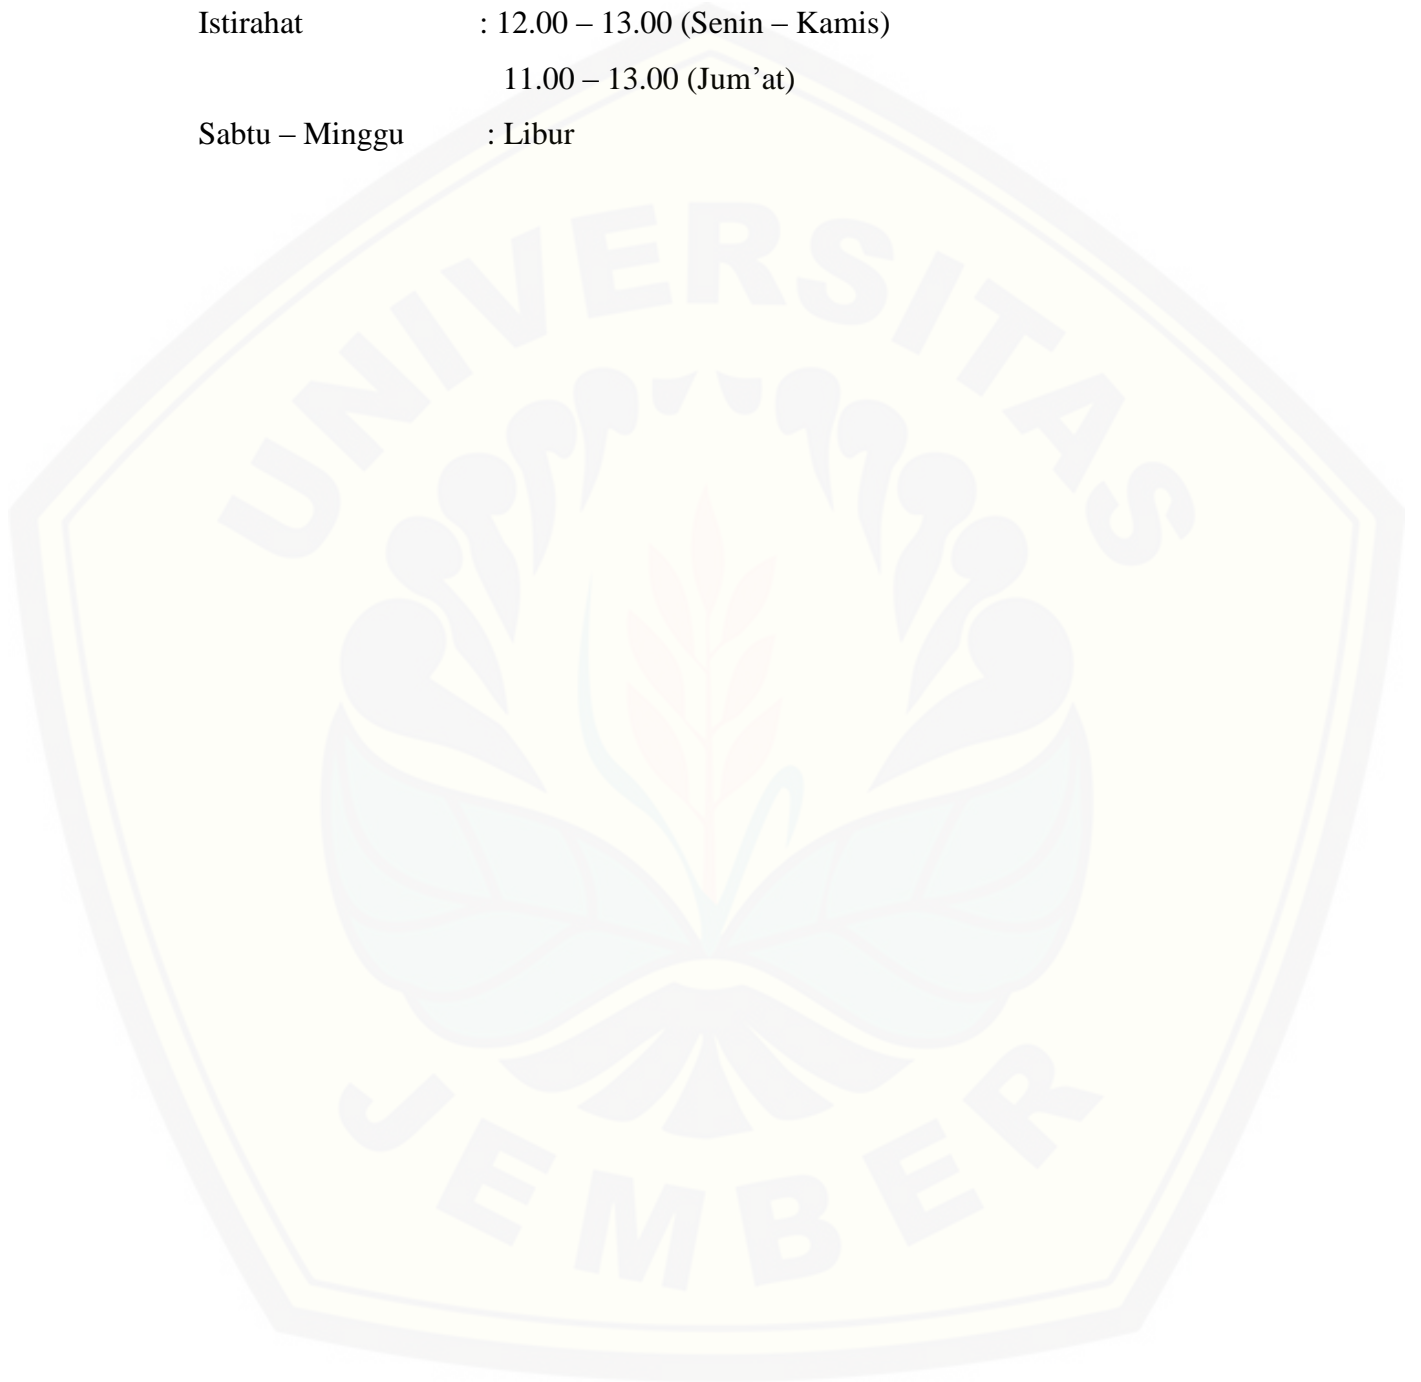 Istirahat : 12.00 – 13.00 (Senin – Kamis)
11.00 – 13.00 (Jum’at)
Sabtu – Minggu : Libur
UNIVERSITAS
JEMBER